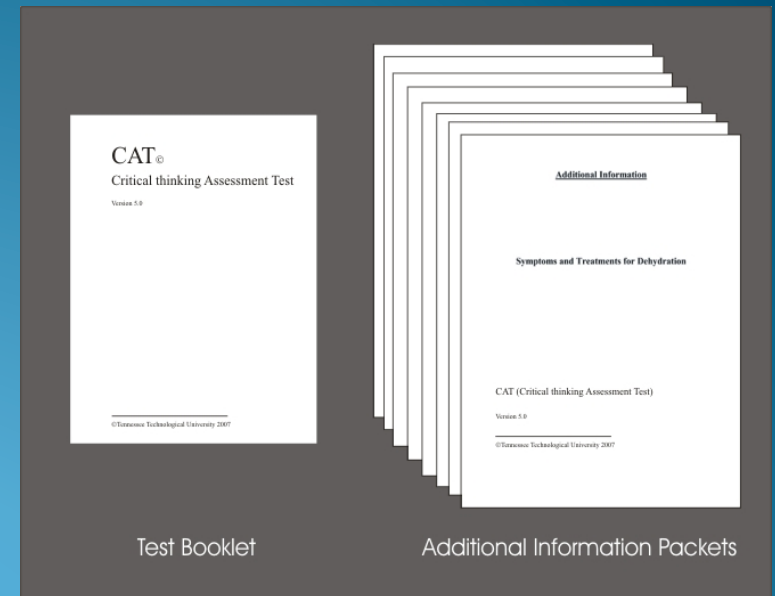 CAT©
Critical thinking Assessment Test
Version 5.0
©Tennessee Technological University 2007
Test Booklet
Additional Information
Symptoms and Treatments for Dehydration
CAT (Critical thinking Assessment Test)
Version 5.0
©Tennessee Technological University 2007
Additional Information Packets